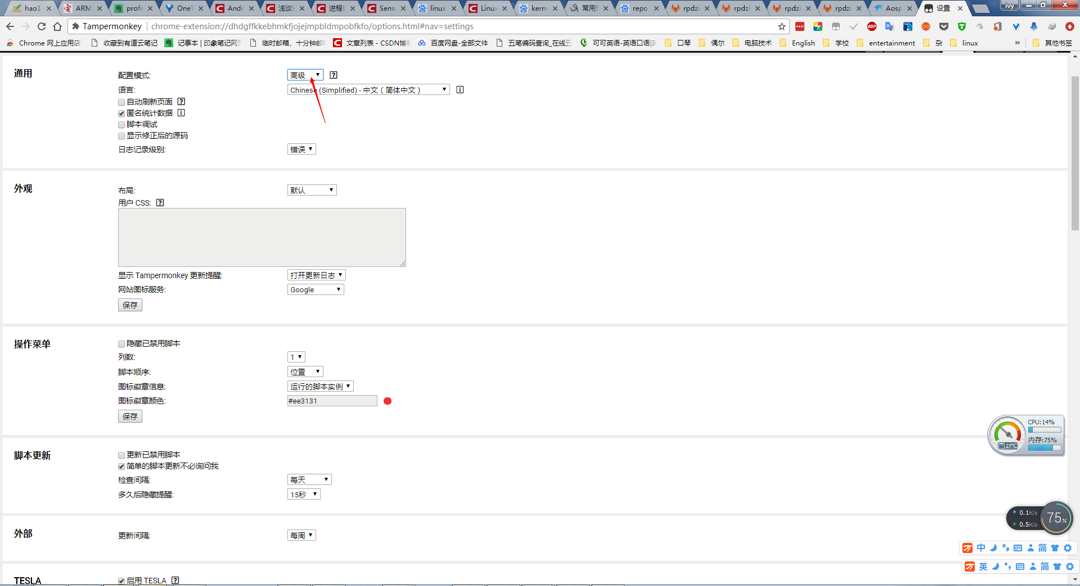 hao1
ARM
profi
OneT
And
浅谈
进程
Senc
Linux
linux
kerne
常用
repo
rpdz
rpdzi
rpdz
rpdz
Aosp
设置
Ivy
Tampermonkey | chrome-extension://dhdgffkkebhmkfjojejmpbldmpobfkfo/options.html#nav=settings
Chrome 网上应用店
收藏到有道云笔记
记事本 | 印象笔记网
临时邮箱、十分钟邮
文章列表 - CSDN博
百度网盘-全部文件
五笔编码查询_在线五
可可英语-英语口语
口琴
偶尔
电脑技术
English
学校
entertainment
杂
linux
»
其他书签
通用
配置模式:
高级
?
语言:
Chinese (Simplified) - 中文 ( 简体中文 )
自动刷新页面 ?
匿名统计数据
脚本调试
显示修正后的源码
日志记录级别:
错误
外观
布局:
默认
用户 CSS: ?
显示 Tampermonkey 更新提醒:
打开更新日志
网站图标服务:
Google
保存
操作菜单
隐藏已禁用脚本
列数:
1
脚本顺序:
位置
图标徽章信息:
运行的脚本实例
图标徽章颜色:
#ee3131
保存
脚本更新
更新已禁用脚本
简单的脚本更新不必询问我
检查间隔:
每天
多久后隐藏提醒:
15秒
外部
更新间隔:
每周
TESLA
启用 TESLA ?
CPU:14%
内存:75%
0.1K/s
0.5K/s
75%
中
简
英
简